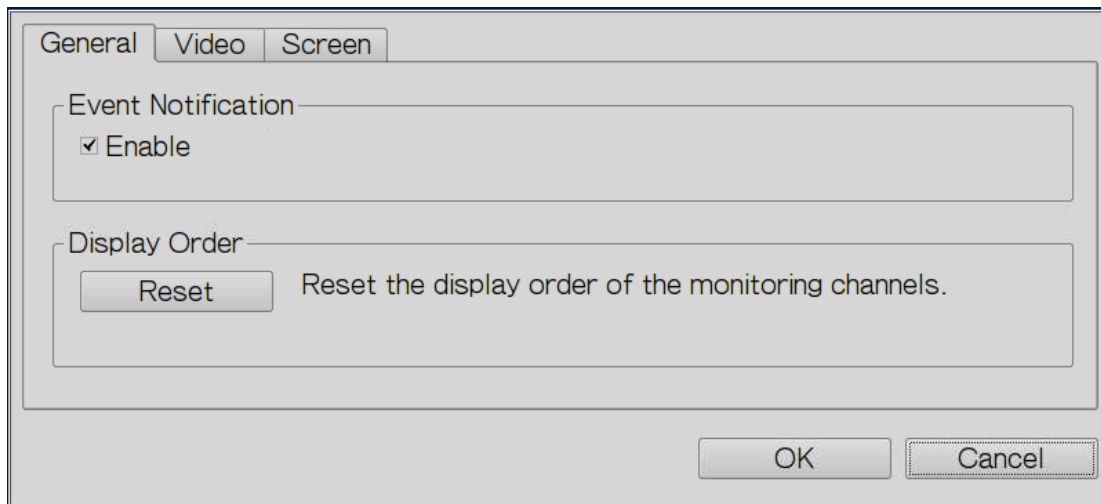 General Video Screen
Event Notification
Enable
Display Order
Reset Reset the display order of the monitoring channels.
OK Cancel